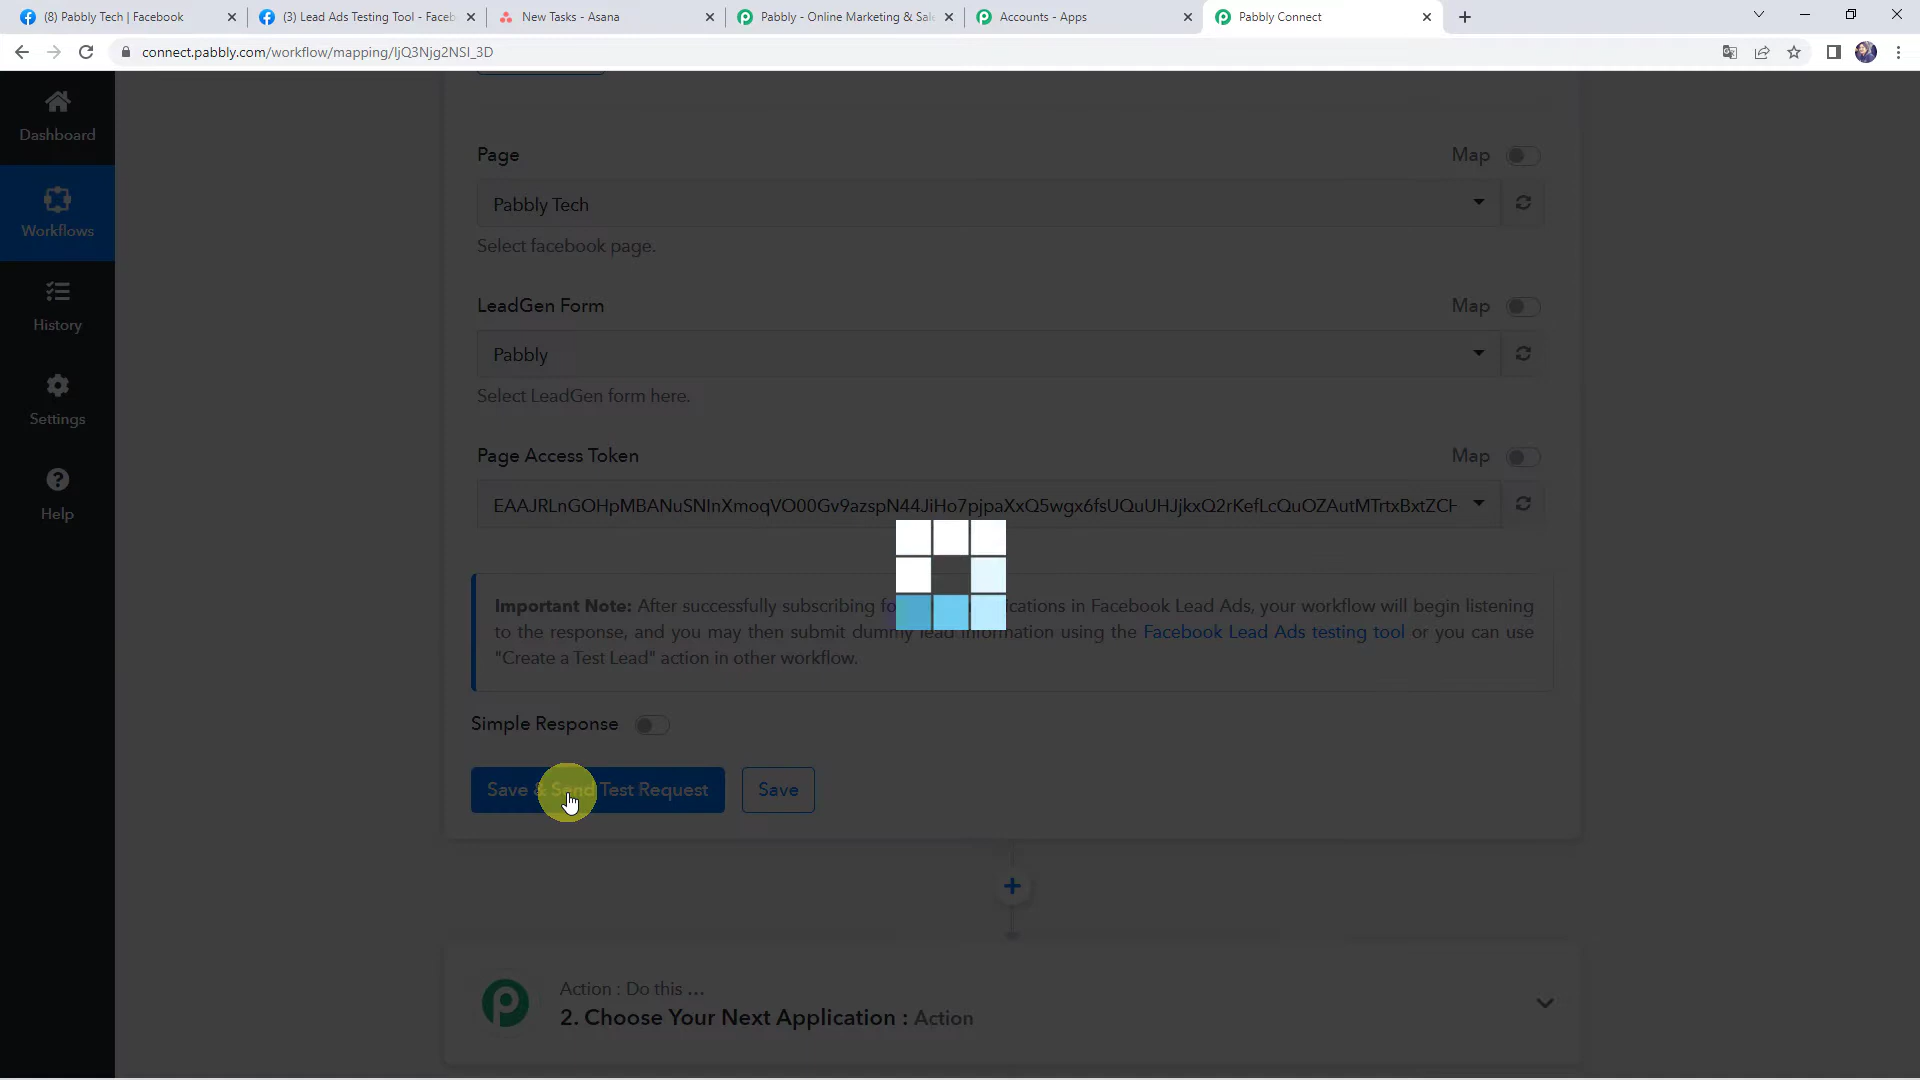 (8) Pabbly Tech | Facebook
(3) Lead Ads Testing Tool - Faceb
New Tasks - Asana
Pabbly - Online Marketing & Sale
Accounts - Apps
Pabbly Connect
connect.pabbly.com/workflow/mapping/IjQ3Njg2NSI_3D
Dashboard
Workflows
History
Settings
Help
Page
Map
Pabbly Tech
Select facebook page.
LeadGen Form
Map
Pabbly
Select LeadGen form here.
Page Access Token
Map
Important Note: After successfully subscribing cations in Facebook Lead Ads, your workflow will begin listening
to the response, and you may then submit dummy lead information using the Facebook Lead Ads testing tool or you can use
"Create a Test Lead" action in other workflow.
Simple Response
Save & Send Test Request
Save
Action : Do this ...
2. Choose Your Next Application : Action